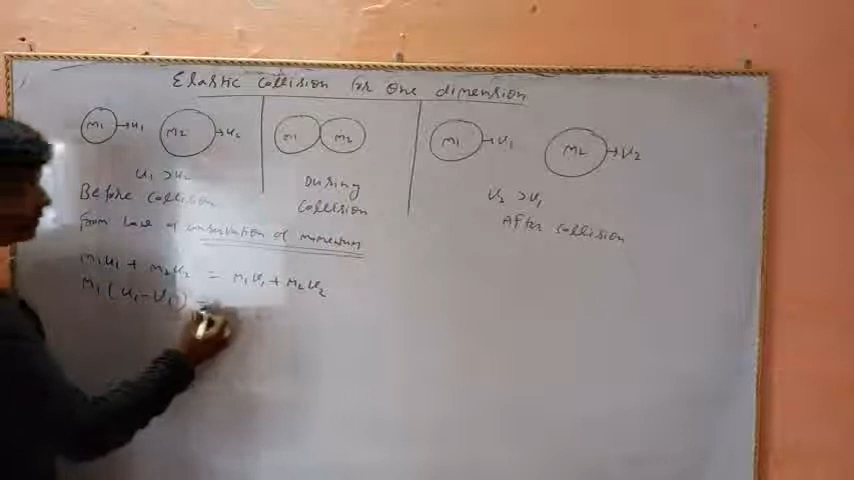 Elastic Collision for One dimension
M1 → u1 M2 → u2
M1 M2
M1 → V1 M2 → V2
u1 > u2
Before Collision
During
Collision
V2 > V1
After collision
from law of conservation of momentum
m1u1 + m2u2 = m1V1 + m2V2
M1(u1-V1) =